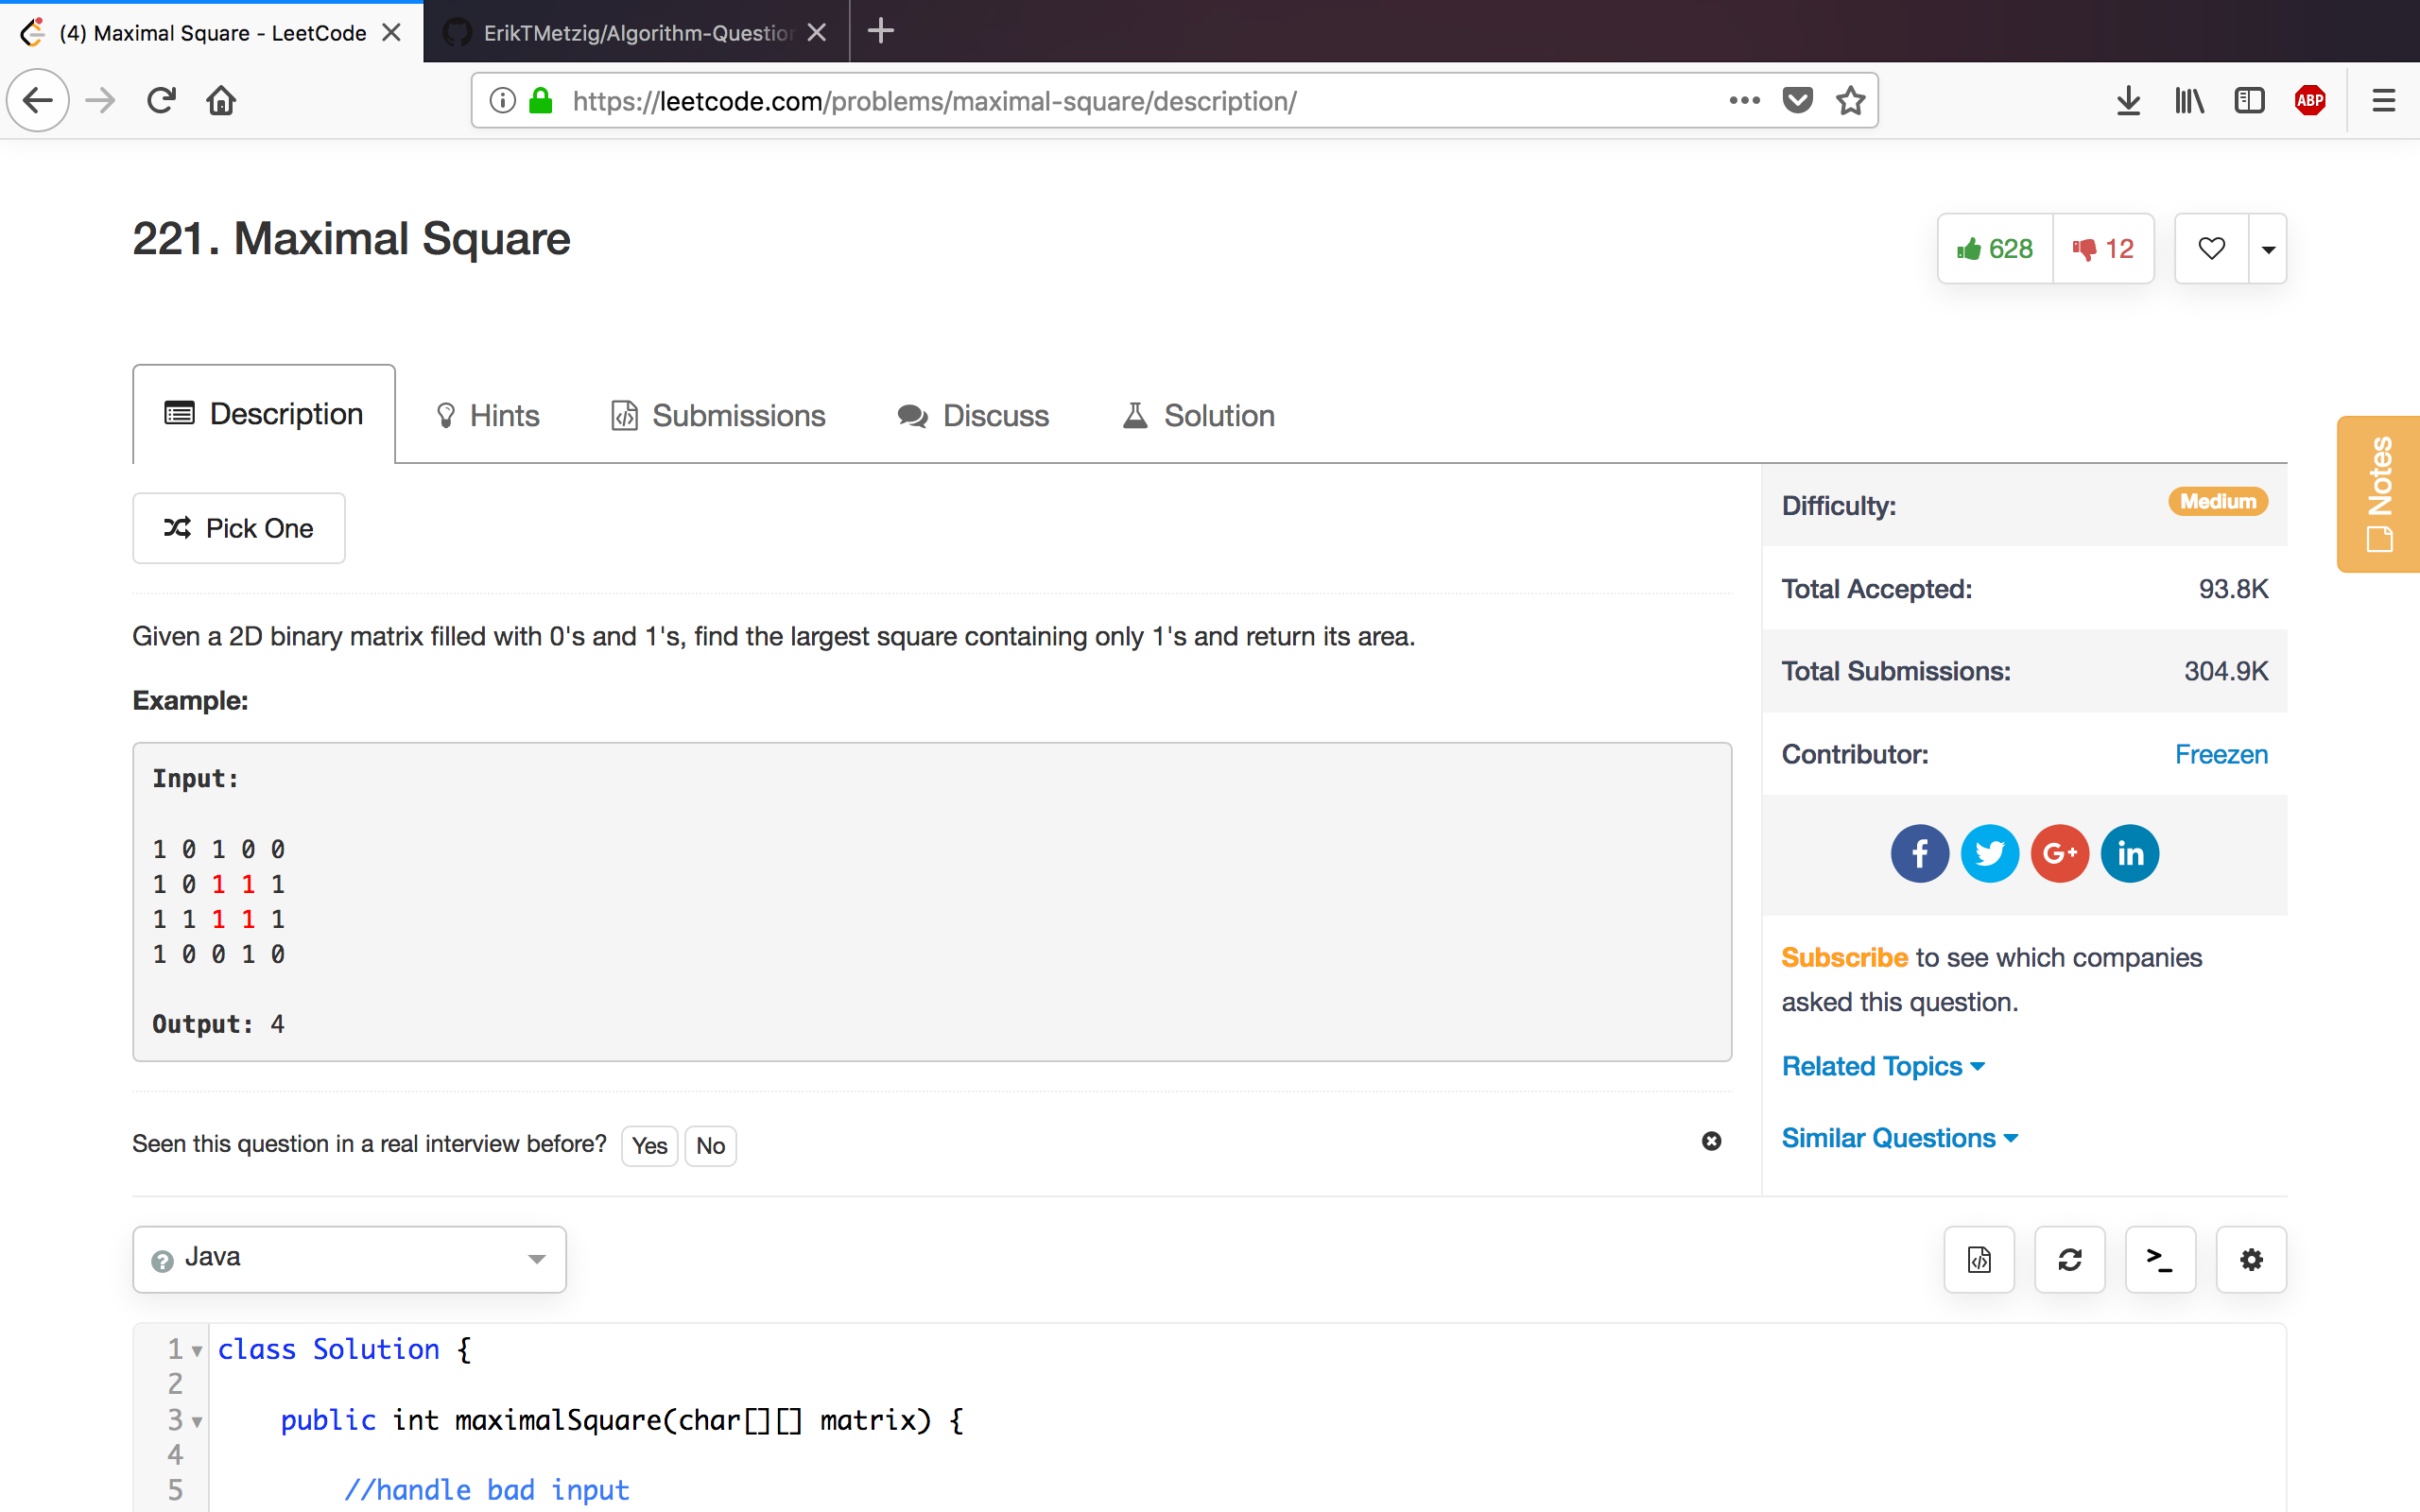 (4) Maximal Square - LeetCode
ErikTMetzig/Algorithm-Question
https://leetcode.com/problems/maximal-square/description/
ABP
221. Maximal Square
628
12
Description
Hints
Submissions
Discuss
Solution
Notes
Pick One
Difficulty:
Medium
Total Accepted:
93.8K
Total Submissions:
304.9K
Contributor:
Freezen
Given a 2D binary matrix filled with 0's and 1's, find the largest square containing only 1's and return its area.
Example:
Input:
1 0 1 0 0
1 0 1 1 1
1 1 1 1 1
1 0 0 1 0
Output: 4
f
G+
in
Subscribe to see which companies
asked this question.
Related Topics
Similar Questions
Seen this question in a real interview before? Yes No
? Java
>_
1 class Solution {
2
3 public int maximalSquare(char[][] matrix) {
4
5 //handle bad input